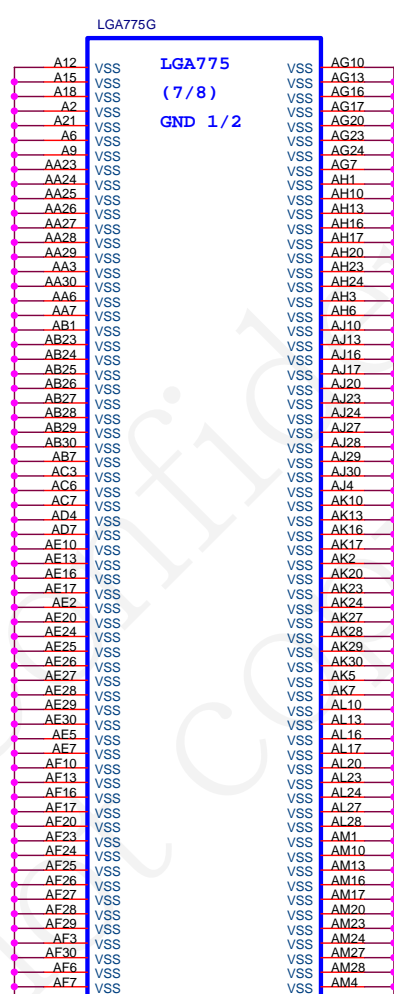 LGA775G
A12 VSS LGA775 VSS AG10
A15 VSS VSS AG13
A18 VSS (7/8) VSS AG16
A2 VSS VSS AG17
A21 VSS GND 1/2 VSS AG20
A6 VSS VSS AG23
A9 VSS VSS AG24
AA23 VSS VSS AG7
AA24 VSS VSS AH1
AA25 VSS VSS AH10
AA26 VSS VSS AH13
AA27 VSS VSS AH16
AA28 VSS VSS AH17
AA29 VSS VSS AH20
AA3 VSS VSS AH23
AA30 VSS VSS AH24
AA6 VSS VSS AH3
AA7 VSS VSS AH6
AB1 VSS VSS AJ10
AB23 VSS VSS AJ13
AB24 VSS VSS AJ16
AB25 VSS VSS AJ17
AB26 VSS VSS AJ20
AB27 VSS VSS AJ23
AB28 VSS VSS AJ24
AB29 VSS VSS AJ27
AB30 VSS VSS AJ28
AB7 VSS VSS AJ29
AC3 VSS VSS AJ30
AC6 VSS VSS AJ4
AC7 VSS VSS AK10
AD4 VSS VSS AK13
AD7 VSS VSS AK16
AE10 VSS VSS AK17
AE13 VSS VSS AK2
AE16 VSS VSS AK20
AE17 VSS VSS AK23
AE2 VSS VSS AK24
AE20 VSS VSS AK27
AE24 VSS VSS AK28
AE25 VSS VSS AK29
AE26 VSS VSS AK30
AE27 VSS VSS AK5
AE28 VSS VSS AK7
AE29 VSS VSS AL10
AE30 VSS VSS AL13
AE5 VSS VSS AL16
AE7 VSS VSS AL17
AF10 VSS VSS AL20
AF13 VSS VSS AL23
AF16 VSS VSS AL24
AF17 VSS VSS AL27
AF20 VSS VSS AL28
AF23 VSS VSS AM1
AF24 VSS VSS AM10
AF25 VSS VSS AM13
AF26 VSS VSS AM16
AF27 VSS VSS AM17
AF28 VSS VSS AM20
AF29 VSS VSS AM23
AF3 VSS VSS AM24
AF30 VSS VSS AM27
AF6 VSS VSS AM28
AF7 VSS VSS AM4